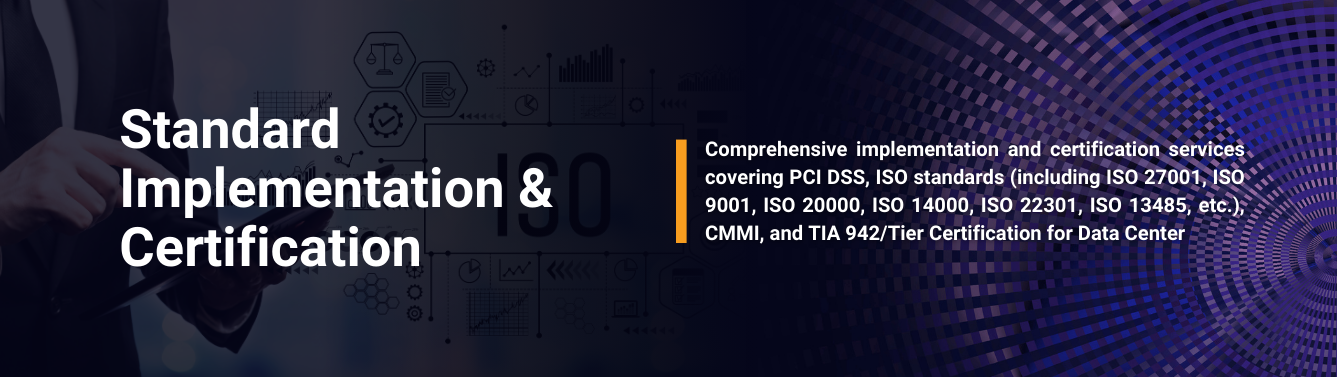 Standard
Implementation &
Certification
ISO
Comprehensive implementation and certification services
covering PCI DSS, ISO standards (including ISO 27001, ISO
9001, ISO 20000, ISO 14000, ISO 22301, ISO 13485, etc.),
CMMI, and TIA 942/Tier Certification for Data Center